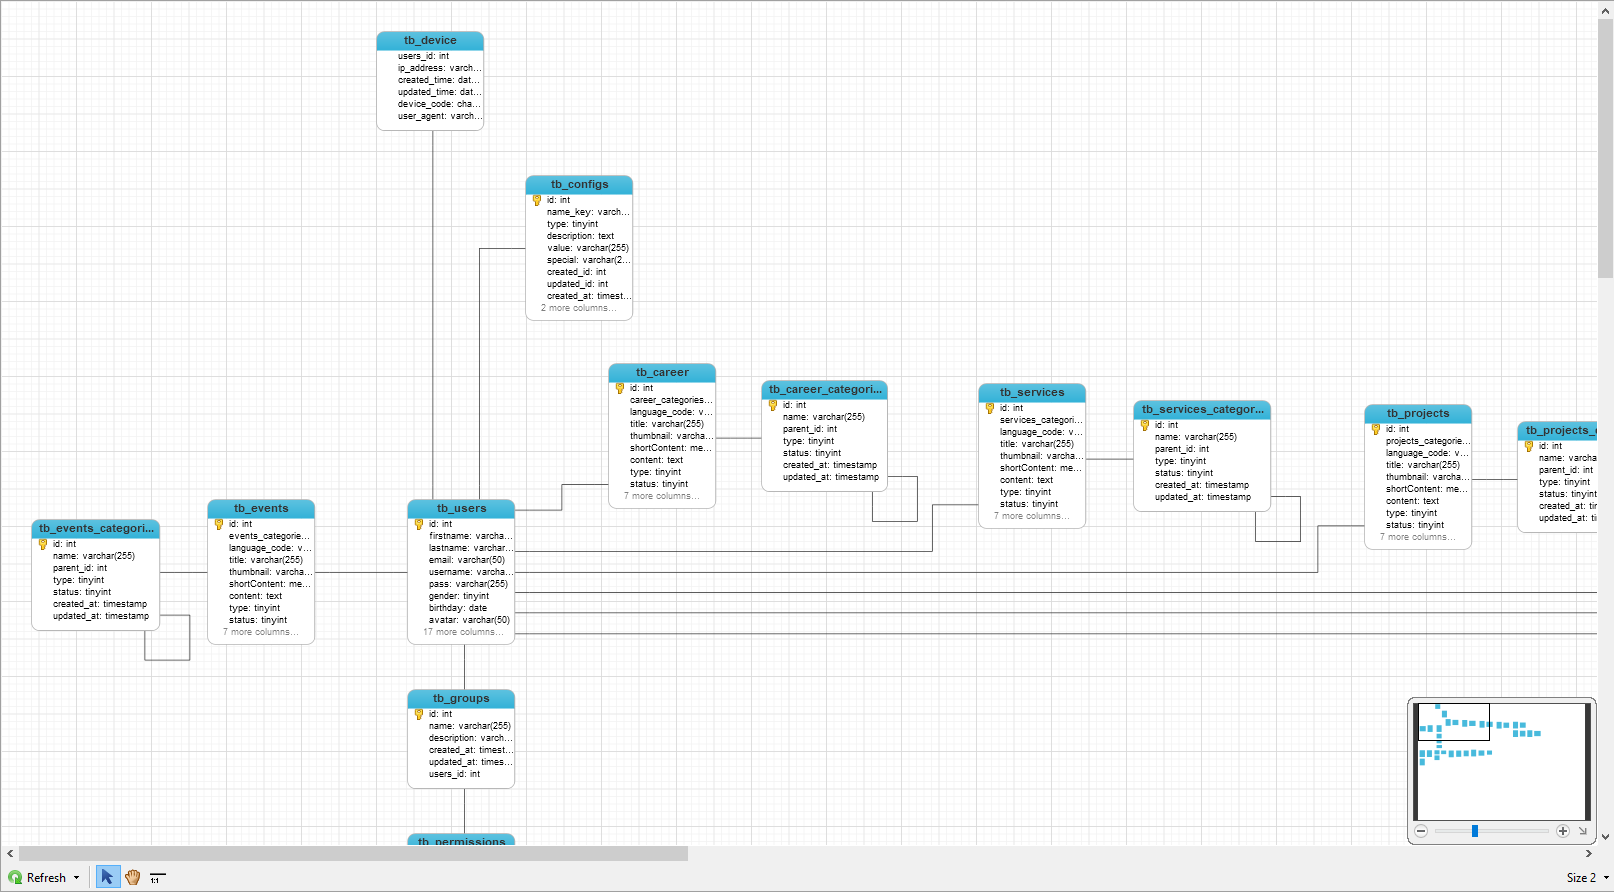 tb_device
users_id: int
ip_address: varch...
created_time: dat...
updated_time: dat...
device_code: cha...
user_agent: varch...
tb_configs
id: int
name_key: varch...
type: tinyint
description: text
value: varchar(255)
special: varchar(2...
created_id: int
updated_id: int
created_at: timest...
2 more columns...
tb_career
id: int
career_categories...
language_code: v...
title: varchar(255)
thumbnail: varcha...
shortContent: me...
content: text
type: tinyint
status: tinyint
7 more columns...
tb_career_categori...
id: int
name: varchar(255)
parent_id: int
type: tinyint
status: tinyint
created_at: timestamp
updated_at: timestamp
tb_services
id: int
services_categori...
language_code: v...
title: varchar(255)
thumbnail: varcha...
shortContent: me...
content: text
type: tinyint
status: tinyint
7 more columns...
tb_services_categor...
id: int
name: varchar(255)
parent_id: int
type: tinyint
status: tinyint
created_at: timestamp
updated_at: timestamp
tb_projects
id: int
projects_categorie...
language_code: v...
title: varchar(255)
thumbnail: varcha...
shortContent: me...
content: text
type: tinyint
status: tinyint
7 more columns...
tb_projects_
id: int
name: varcha
parent_id: int
type: tinyint
status: tinyint
created_at: tir
updated_at: ti
tb_events_categori...
id: int
name: varchar(255)
parent_id: int
type: tinyint
status: tinyint
created_at: timestamp
updated_at: timestamp
tb_events
id: int
events_categorie...
language_code: v...
title: varchar(255)
thumbnail: varcha...
shortContent: me...
content: text
type: tinyint
status: tinyint
7 more columns...
tb_users
id: int
firstname: varcha...
lastname: varchar...
email: varchar(50)
username: varcha...
pass: varchar(255)
gender: tinyint
birthday: date
avatar: varchar(50)
17 more columns...
tb_groups
id: int
name: varchar(255)
description: varch...
created_at: timest...
updated_at: times...
users_id: int
tb_permissions
Refresh
1:1
Size 2